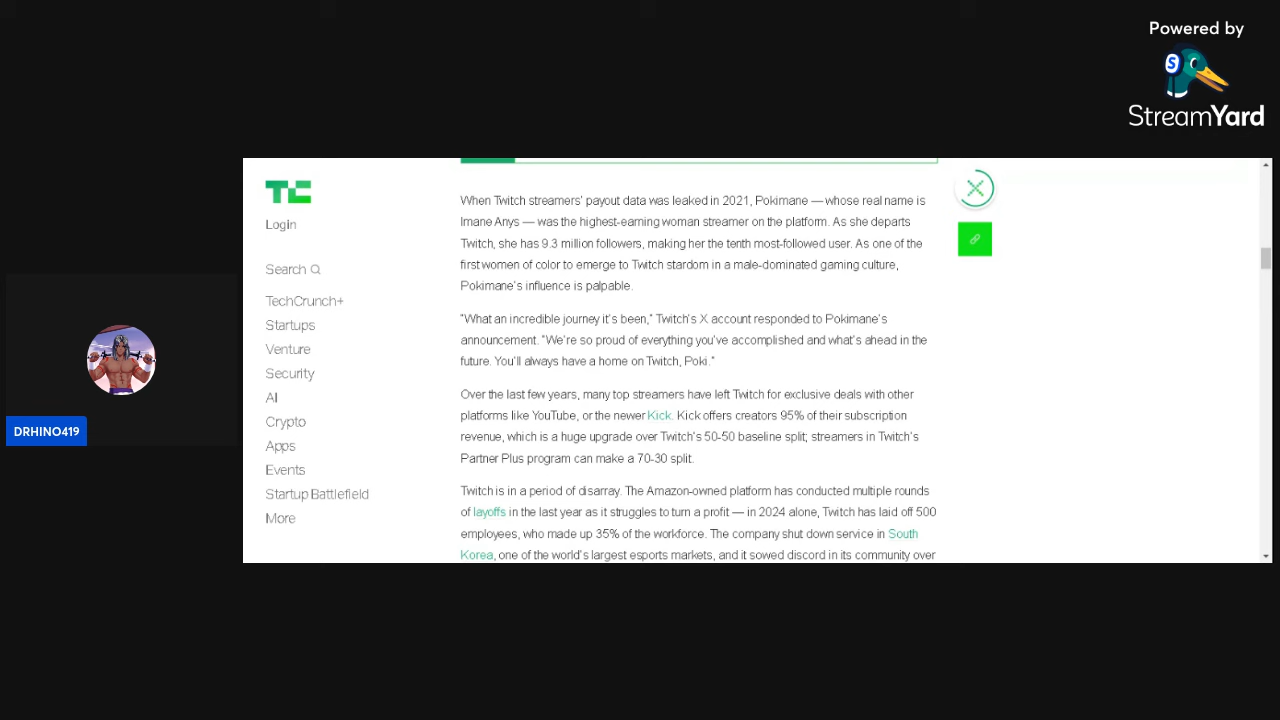 Powered by
StreamYard
TC
Login
Search
TechCrunch+
Startups
Venture
Security
AI
Crypto
Apps
Events
Startup Battlefield
More
When Twitch streamers' payout data was leaked in 2021, Pokimane — whose real name is
Imane Anys — was the highest-earning woman streamer on the platform. As she departs
Twitch, she has 9.3 million followers, making her the tenth most-followed user. As one of the
first women of color to emerge to Twitch stardom in a male-dominated gaming culture,
Pokimane's influence is palpable.
"What an incredible journey it's been," Twitch's X account responded to Pokimane's
announcement. "We're so proud of everything you've accomplished and what's ahead in the
future. You'll always have a home on Twitch, Poki."
Over the last few years, many top streamers have left Twitch for exclusive deals with other
platforms like YouTube, or the newer Kick. Kick offers creators 95% of their subscription
revenue, which is a huge upgrade over Twitch's 50-50 baseline split; streamers in Twitch's
Partner Plus program can make a 70-30 split.
Twitch is in a period of disarray. The Amazon-owned platform has conducted multiple rounds
of layoffs in the last year as it struggles to turn a profit — in 2024 alone, Twitch has laid off 500
employees, who made up 35% of the workforce. The company shut down service in South
Korea, one of the world's largest esports markets, and it sowed discord in its community over
DRHINO419